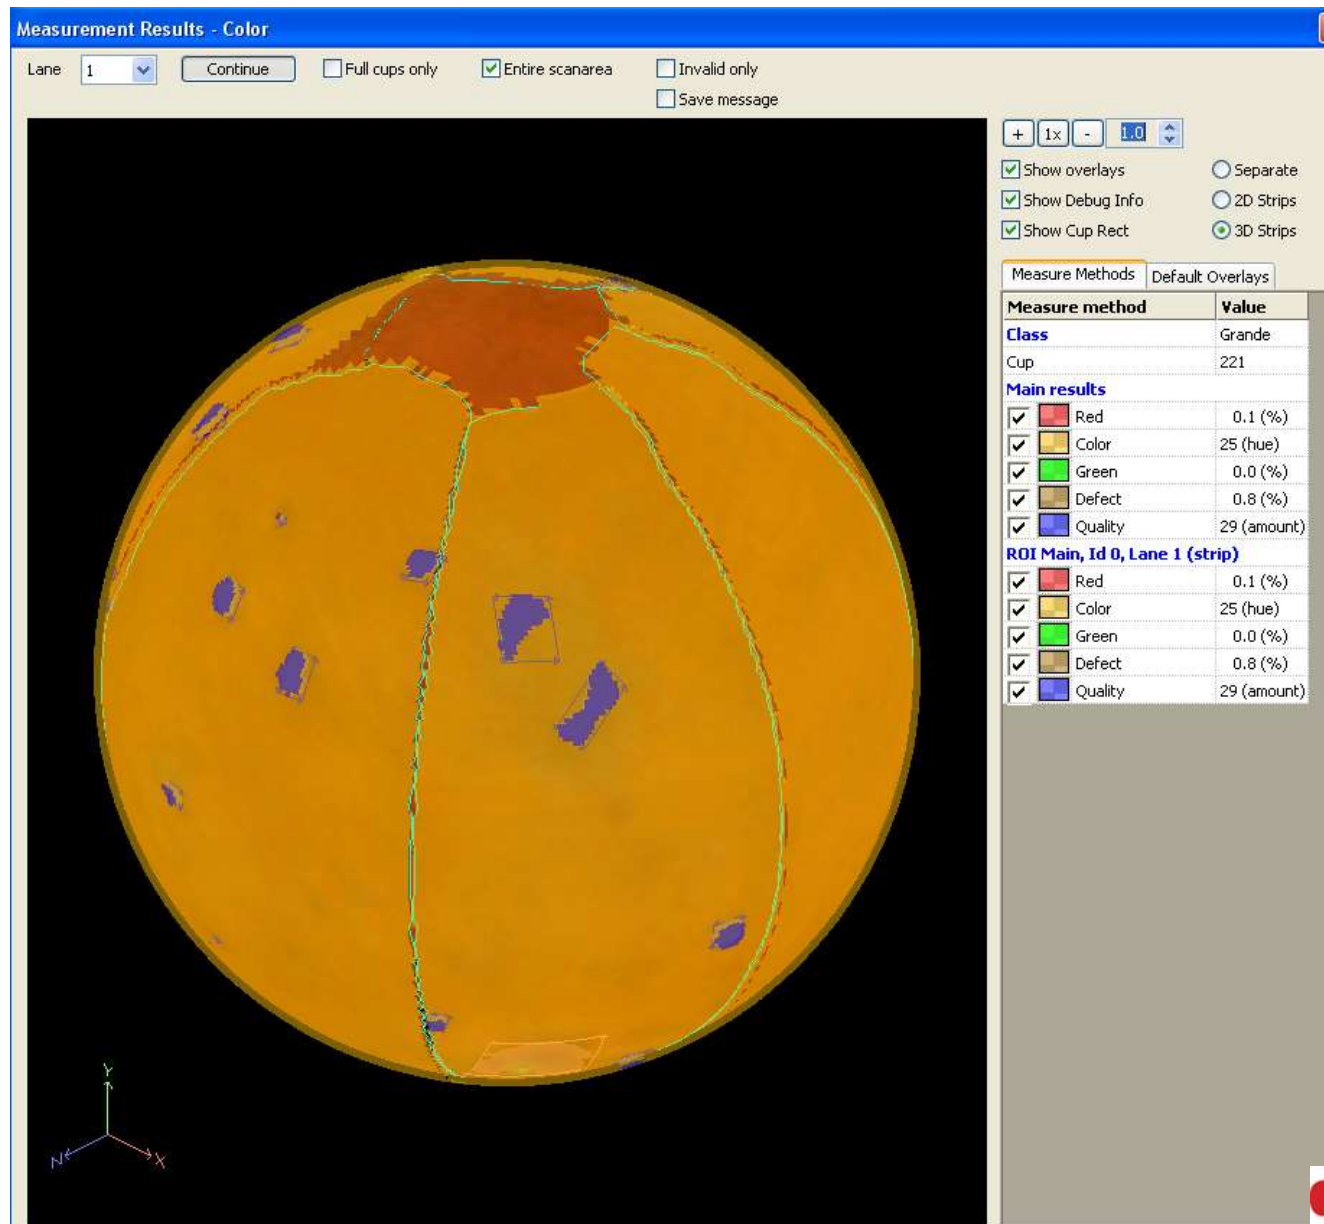 Measurement Results - Color
Lane 1 Continue Full cups only Entire scanarea Invalid only
Save message
+ 1x - 1.0
Show overlays Separate
Show Debug Info 2D Strips
Show Cup Rect 3D Strips
Measure Methods Default Overlays
Measure method Value
Class Grande
Cup 221
Main results
Red 0.1 (%)
Color 25 (hue)
Green 0.0 (%)
Defect 0.8 (%)
Quality 29 (amount)
ROI Main, Id 0, Lane 1 (strip)
Red 0.1 (%)
Color 25 (hue)
Green 0.0 (%)
Defect 0.8 (%)
Quality 29 (amount)
Y
Z X